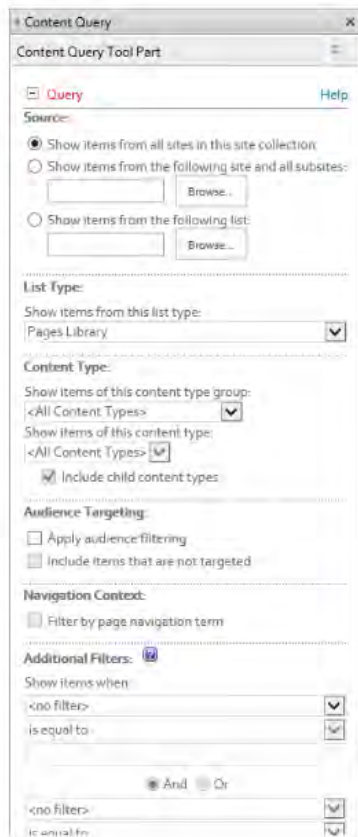 Content Query
Content Query Tool Part
Query Help
Source:
Show items from all sites in this site collection
Show items from the following site and all subsites:
Browse...
Show items from the following list:
Browse...
List Type:
Show items from this list type:
Pages Library
Content Type:
Show items of this content type group:
<All Content Types>
Show items of this content type:
<All Content Types>
Include child content types
Audience Targeting:
Apply audience filtering
Include items that are not targeted
Navigation Context:
Filter by page navigation term
Additional Filters:
Show items when
<no filter>
is equal to
And Or
<no filter>
is equal to